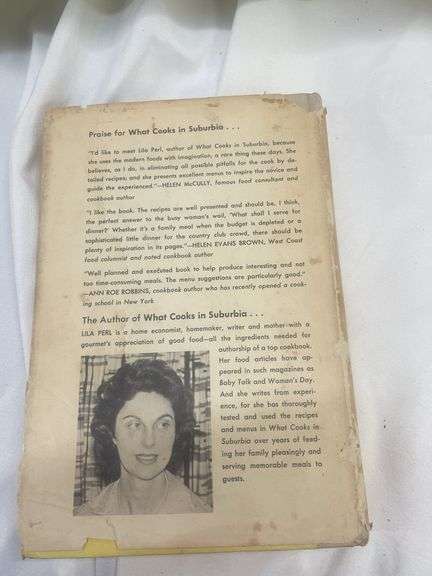 Praise for What Cooks in Suburbia . . .
"I'd like to meet Lila Perl, author of What Cooks in Suburbia, because
she uses the modern foods with imagination, a rare thing these days. She
believes, as I do, in eliminating all possible pitfalls for the cook by de-
tailed recipes; and she presents excellent menus to inspire the novice and
guide the experienced."—HELEN McCULLY, famous food consultant and
cookbook author
"I like the book. The recipes are well presented and should be, I think,
the perfect answer to the busy woman's wail, 'What shall I serve for
dinner?' Whether it's a family meal when the budget is depleted or a
sophisticated little dinner for the country club crowd, there should be
plenty of inspiration in its pages."—HELEN EVANS BROWN, West Coast
food columnist and noted cookbook author
"Well planned and executed book to help produce interesting and not
too time-consuming meals. The menu suggestions are particularly good."
—ANN ROE ROBBINS, cookbook author who has recently opened a cook-
ing school in New York
The Author of What Cooks in Suburbia . . .
LILA PERL is a home economist, homemaker, writer and mother—with a
gourmet's appreciation of good food—all the ingredients needed for
authorship of a top cookbook.
Her food articles have ap-
peared in such magazines as
Baby Talk and Woman's Day.
And she writes from experi-
ence, for she has thoroughly
tested and used the recipes
and menus in What Cooks in
Suburbia over years of feed-
ing her family pleasingly and
serving memorable meals to
guests.